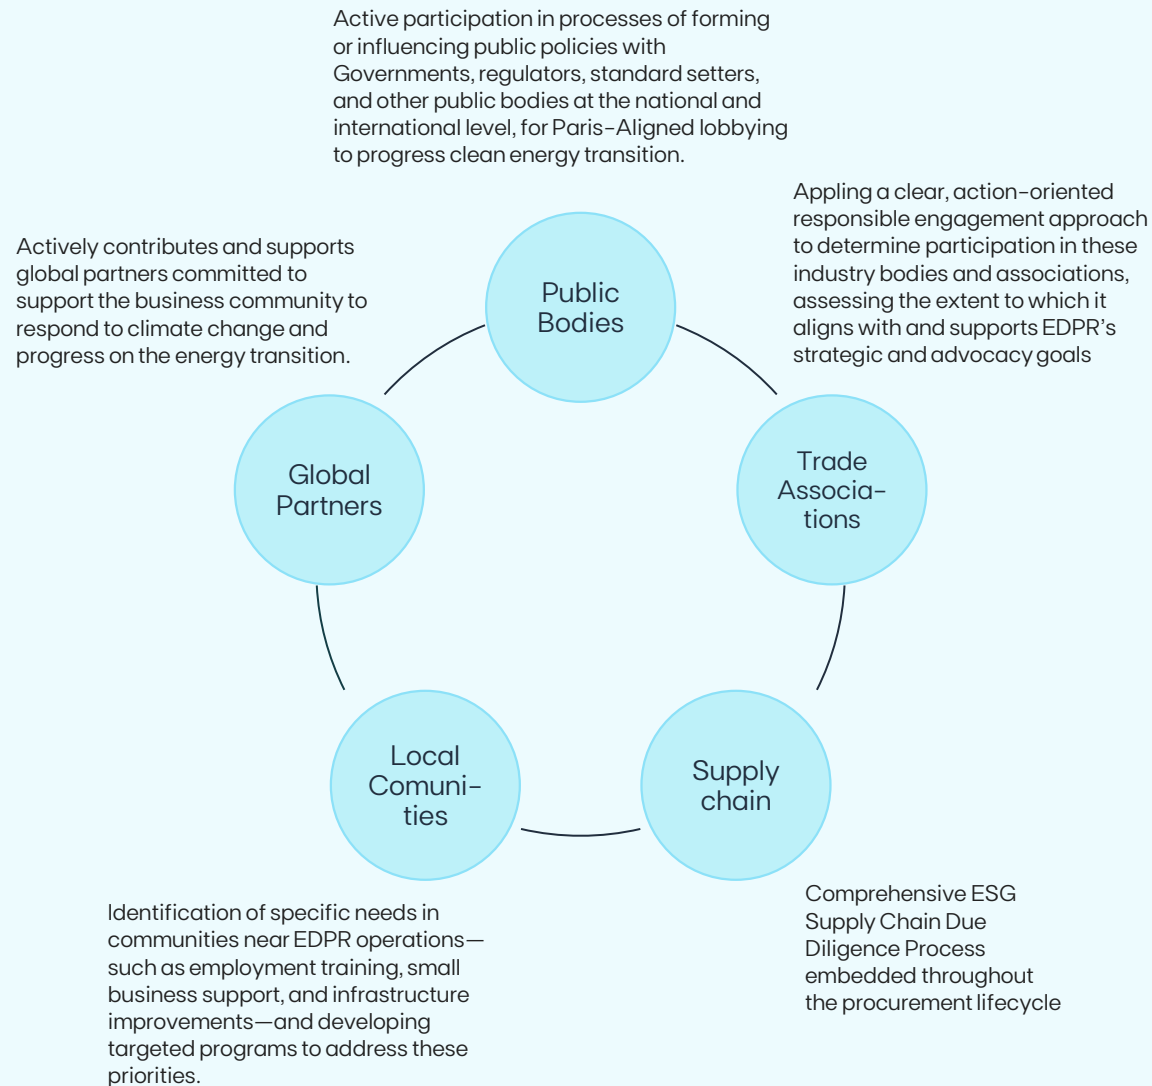 Active participation in processes of forming
or influencing public policies with
Governments, regulators, standard setters,
and other public bodies at the national and
international level, for Paris-Aligned lobbying
to progress clean energy transition.
Appling a clear, action-oriented
responsible engagement approach
to determine participation in these
industry bodies and associations,
assessing the extent to which it
aligns with and supports EDPR's
strategic and advocacy goals
Actively contributes and supports
global partners committed to
support the business community to
respond to climate change and
progress on the energy transition.
Public
Bodies
Global
Partners
Trade
Associa-
tions
Local
Comuni-
ties
Supply
chain
Identification of specific needs in
communities near EDPR operations—
such as employment training, small
business support, and infrastructure
improvements—and developing
targeted programs to address these
priorities.
Comprehensive ESG
Supply Chain Due
Diligence Process
embedded throughout
the procurement lifecycle